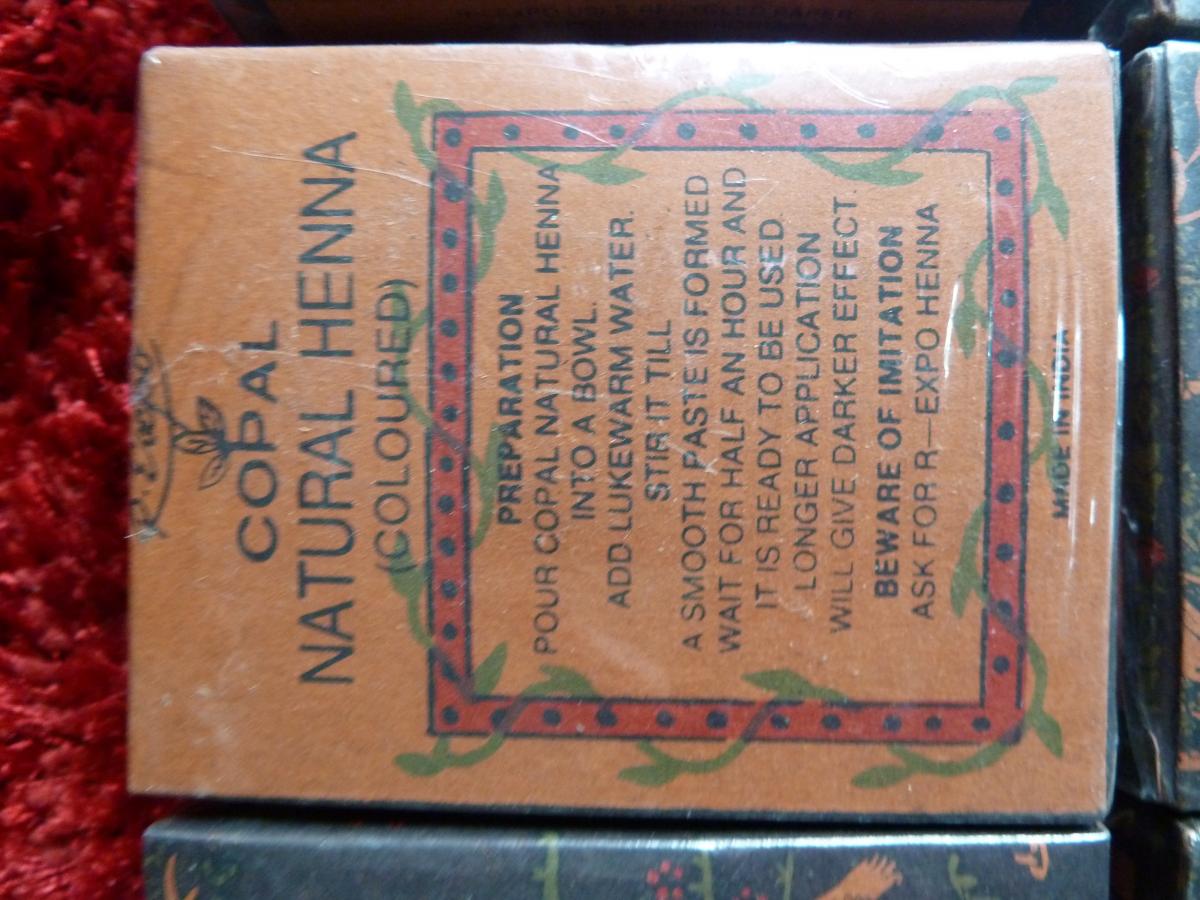 COPAL
NATURAL HENNA
(COLOURED)
PREPARATION
POUR COPAL NATURAL HENNA
INTO A BOWL.
ADD LUKEWARM WATER.
STIR IT TILL
A SMOOTH PASTE IS FORMED
WAIT FOR HALF AN HOUR AND
IT IS READY TO BE USED.
LONGER APPLICATION
WILL GIVE DARKER EFFECT.
BEWARE OF IMITATION
ASK FOR R—EXPO HENNA
MADE IN INDIA